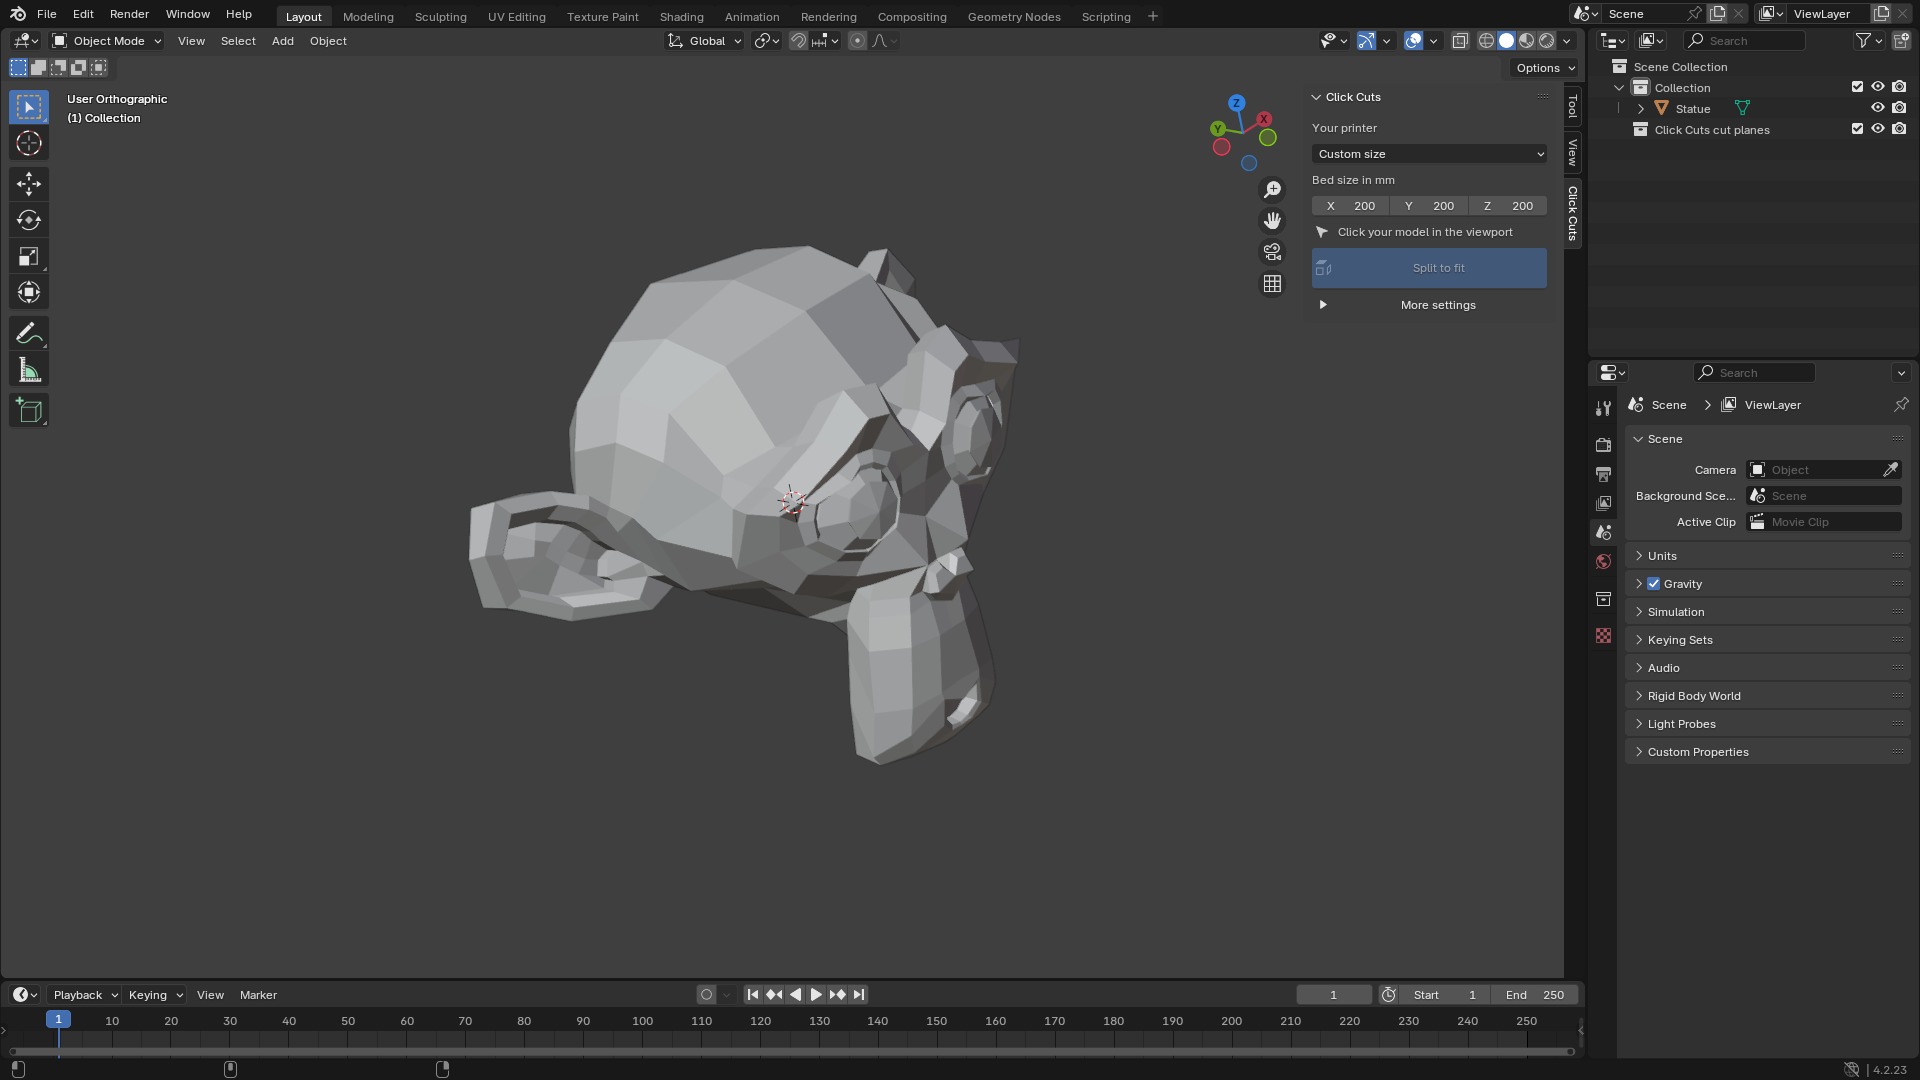 File Edit Render Window Help
Layout Modeling Sculpting UV Editing Texture Paint Shading Animation Rendering Compositing Geometry Nodes Scripting
Scene
ViewLayer
Object Mode View Select Add Object
Global
Search
Options
User Orthographic
(1) Collection
Z
X
Y
Click Cuts
Your printer
Custom size
Bed size in mm
X 200 Y 200 Z 200
Click your model in the viewport
Split to fit
More settings
Tool
View
Click Cuts
Scene Collection
Collection
Statue
Click Cuts cut planes
Search
Scene ViewLayer
Scene
Camera Object
Background Sce... Scene
Active Clip Movie Clip
Units
Gravity
Simulation
Keying Sets
Audio
Rigid Body World
Light Probes
Custom Properties
Playback Keying View Marker
1
Start 1
End 250
1 10 20 30 40 50 60 70 80 90 100 110 120 130 140 150 160 170 180 190 200 210 220 230 240 250
4.2.23